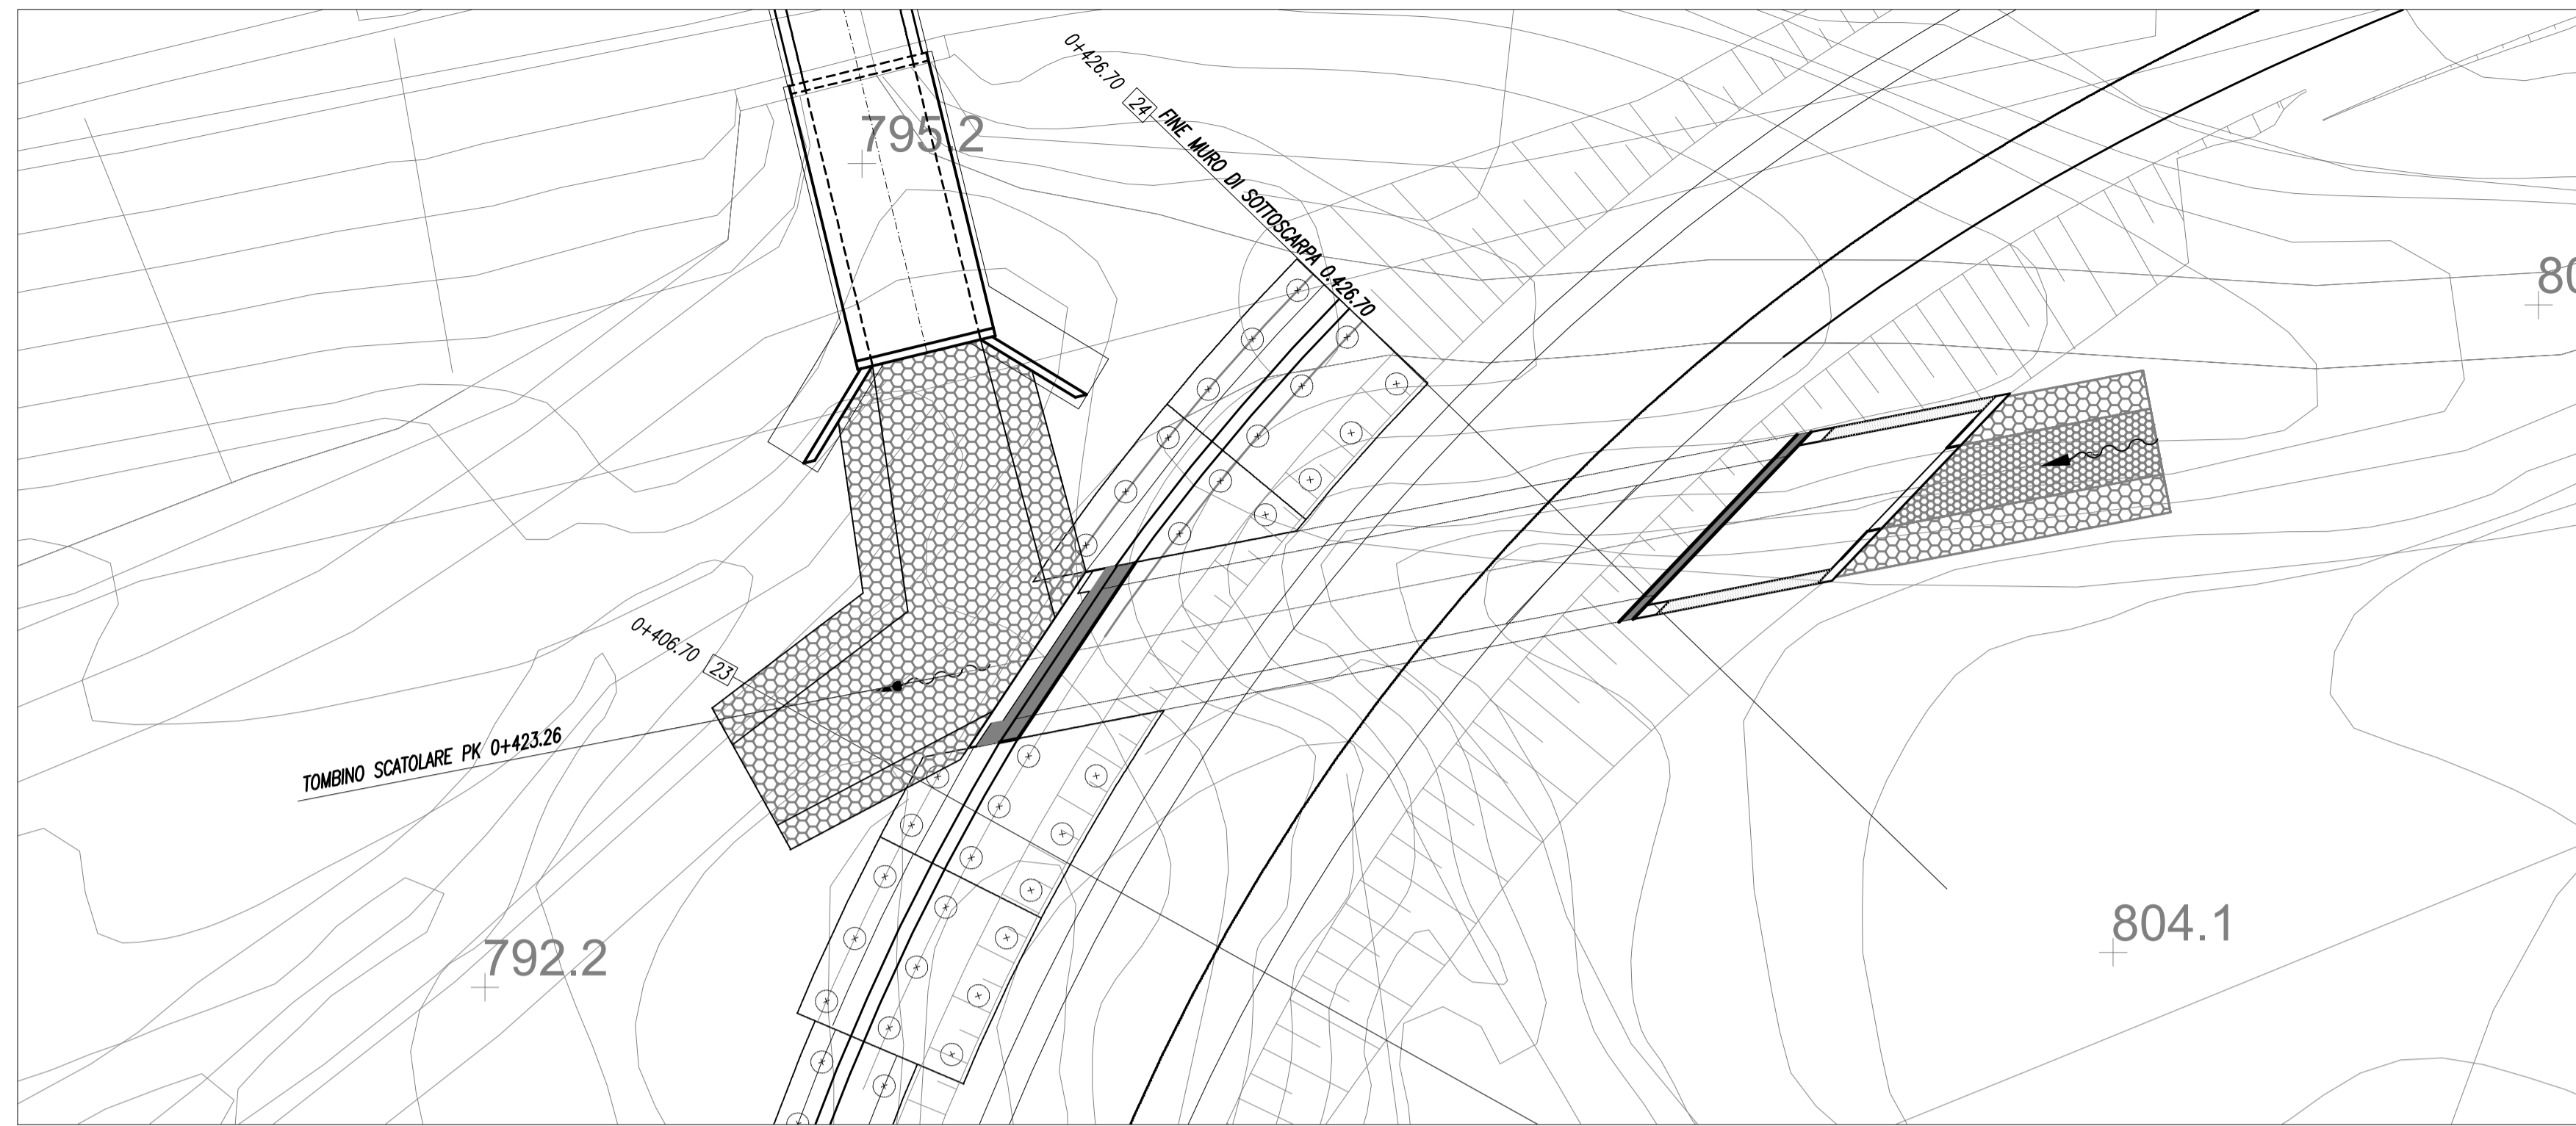 0+426.70 24 FINE MURO DI SOTTOSCARPA 0.426.70
795.2
80
0+406.70 23
TOMBINO SCATOLARE PK 0+423.26
792.2
804.1